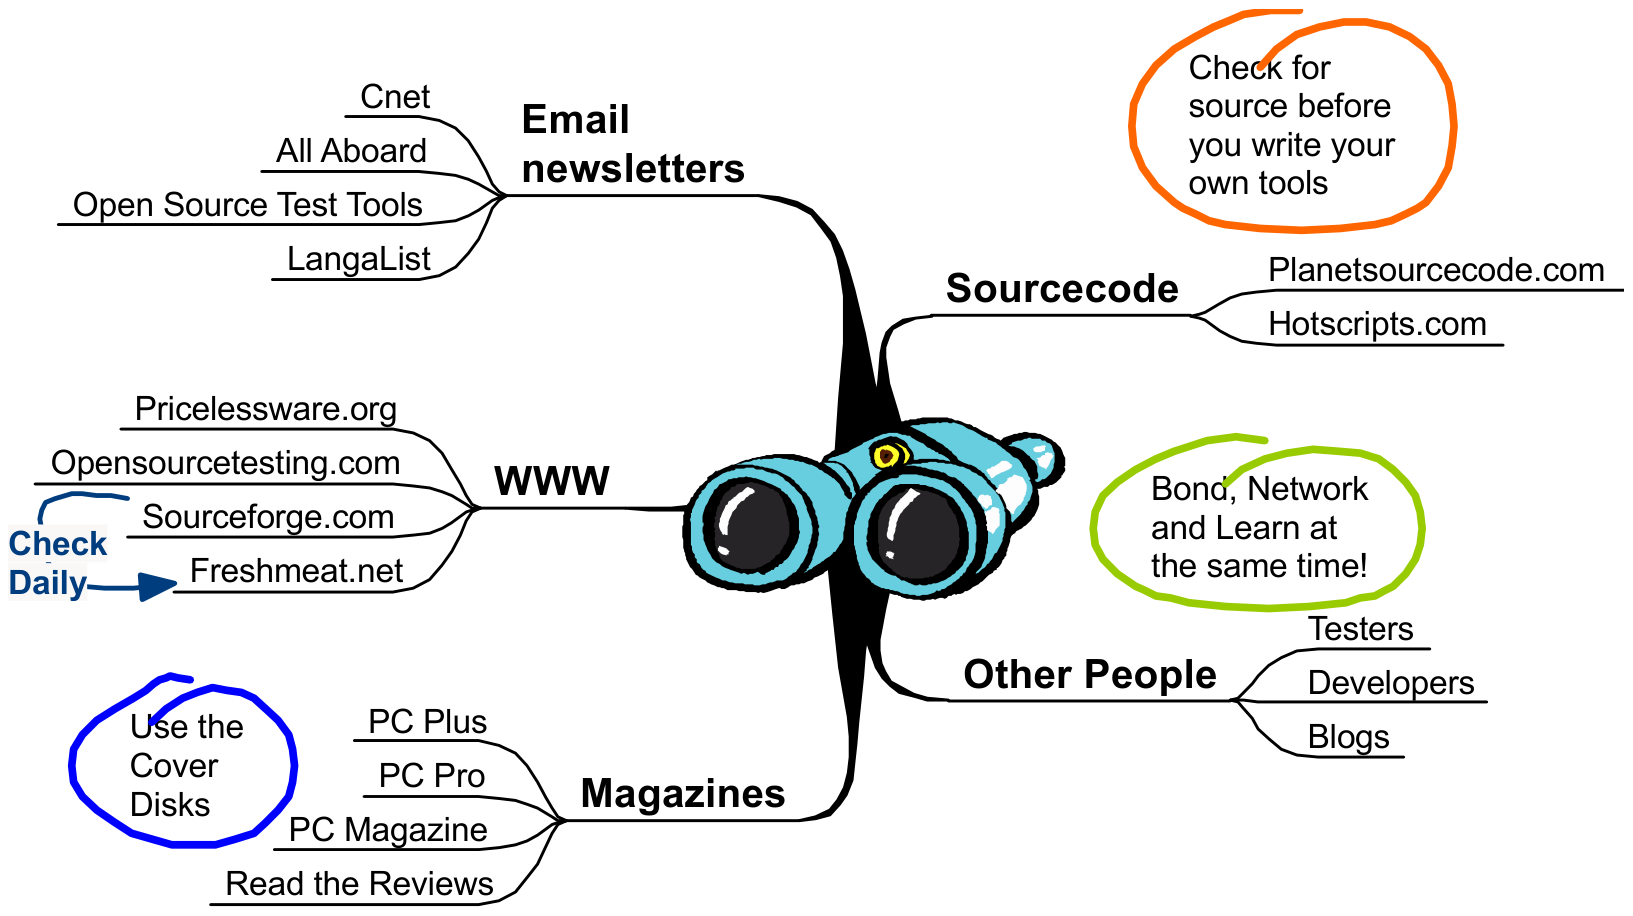 Cnet
All Aboard
Open Source Test Tools
LangaList
Email
newsletters
Check for
source before
you write your
own tools
Sourcecode
Planetsourcecode.com
Hotscripts.com
Pricelessware.org
Opensourcetesting.com
Sourceforge.com
Freshmeat.net
WWW
Check
Daily
Bond, Network
and Learn at
the same time!
Other People
Testers
Developers
Blogs
Use the
Cover
Disks
PC Plus
PC Pro
PC Magazine
Read the Reviews
Magazines